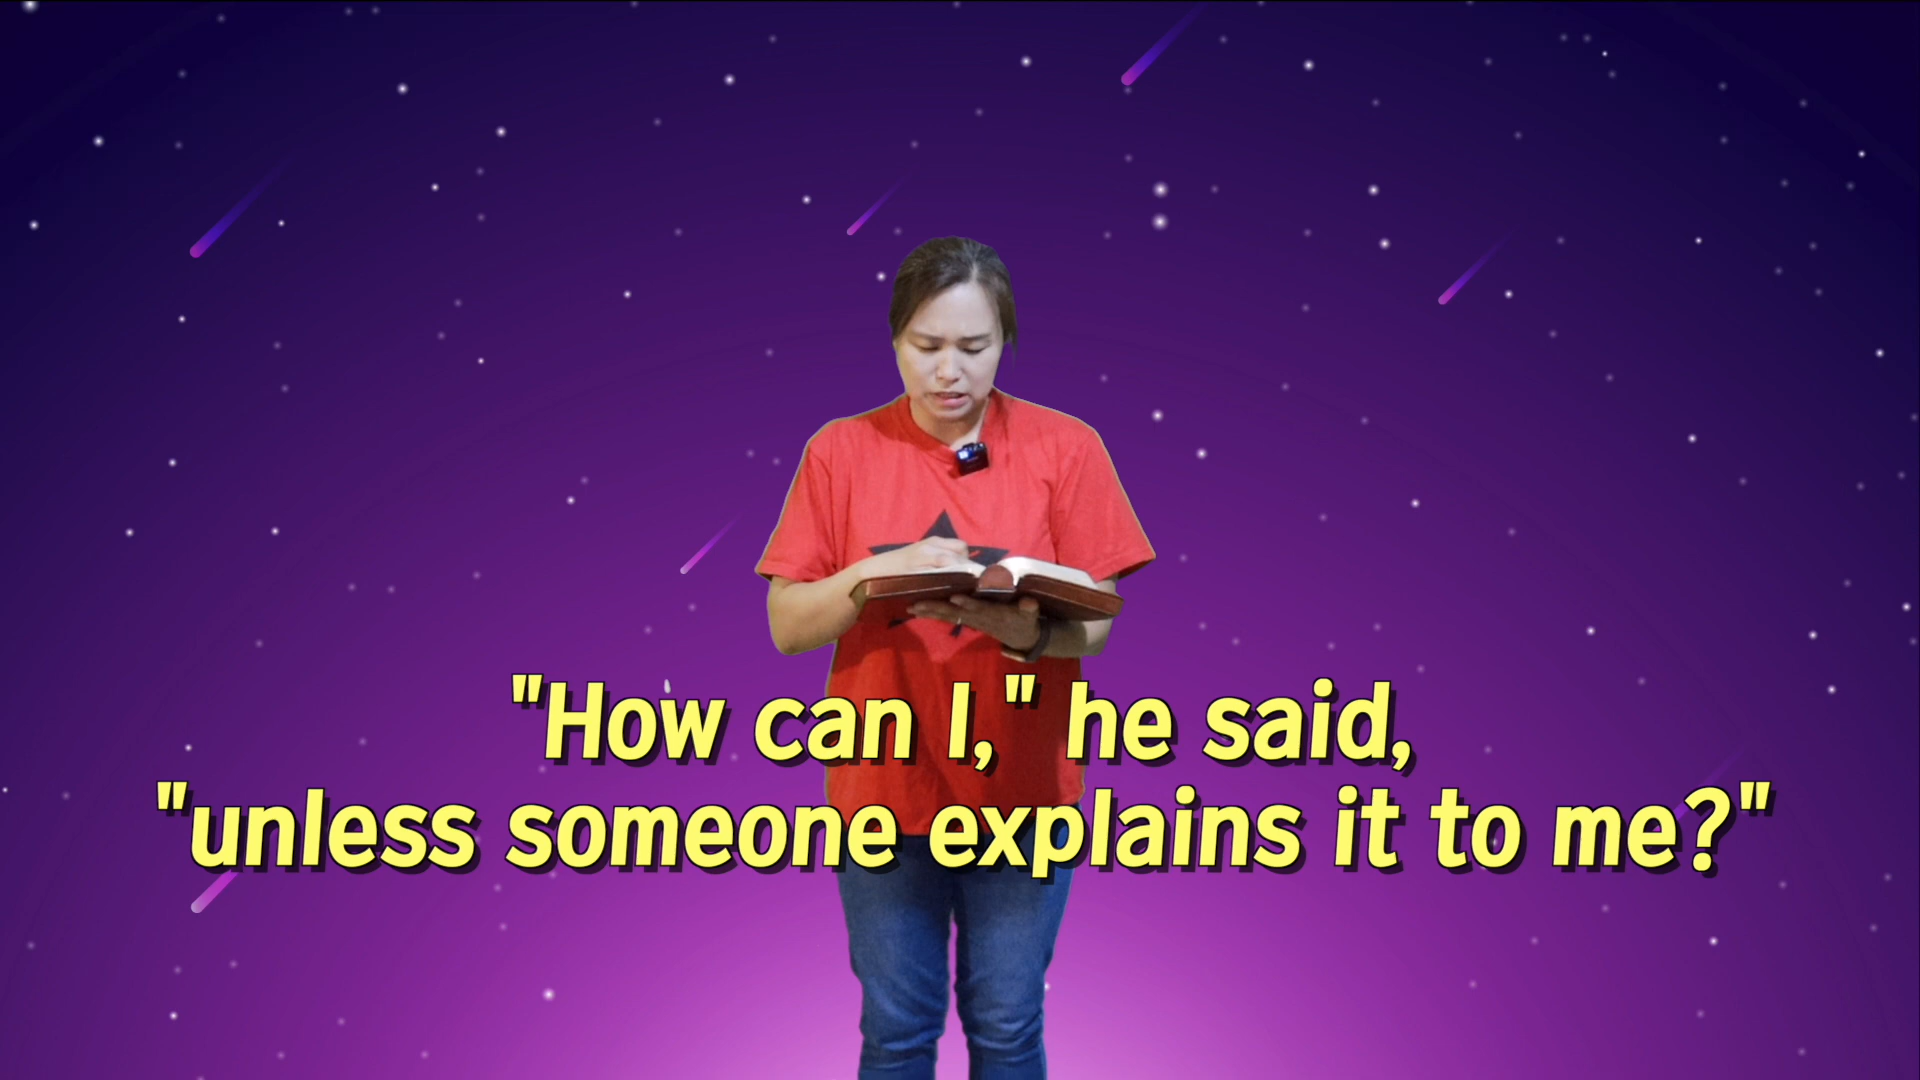 "How can I," he said,
"unless someone explains it to me?"